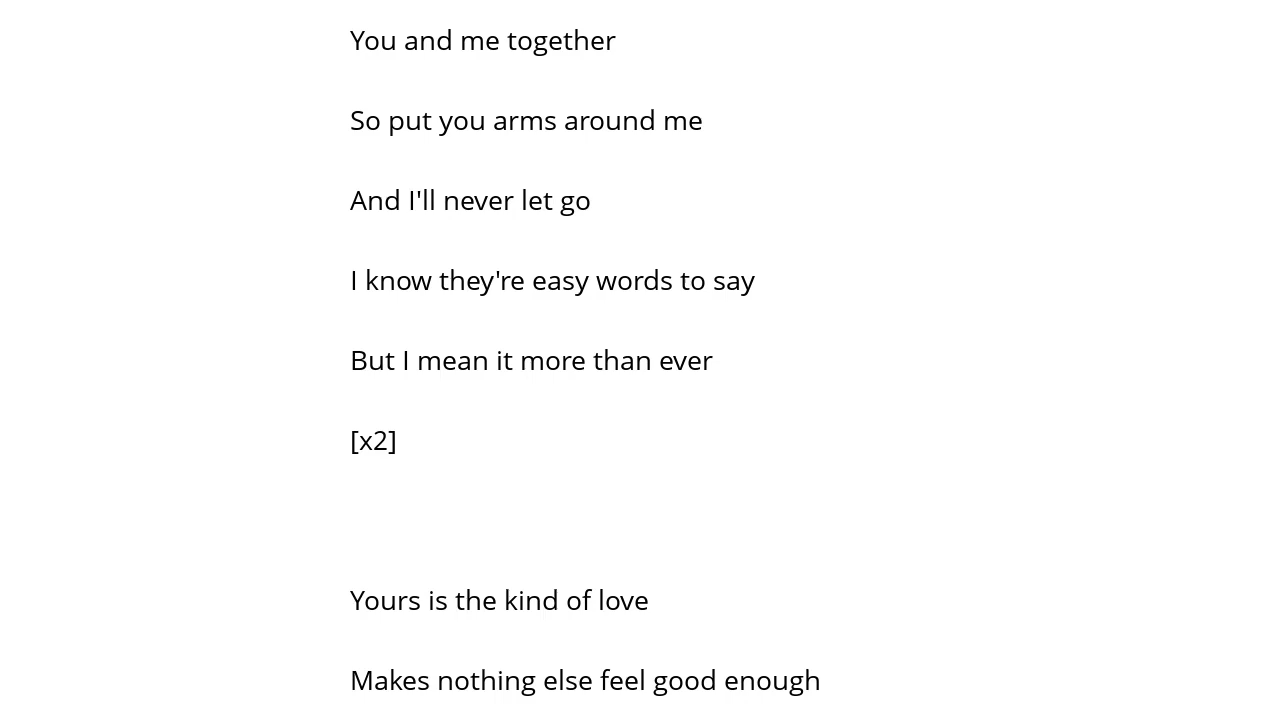 You and me together
So put you arms around me
And I'll never let go
I know they're easy words to say
But I mean it more than ever
[x2]
Yours is the kind of love
Makes nothing else feel good enough